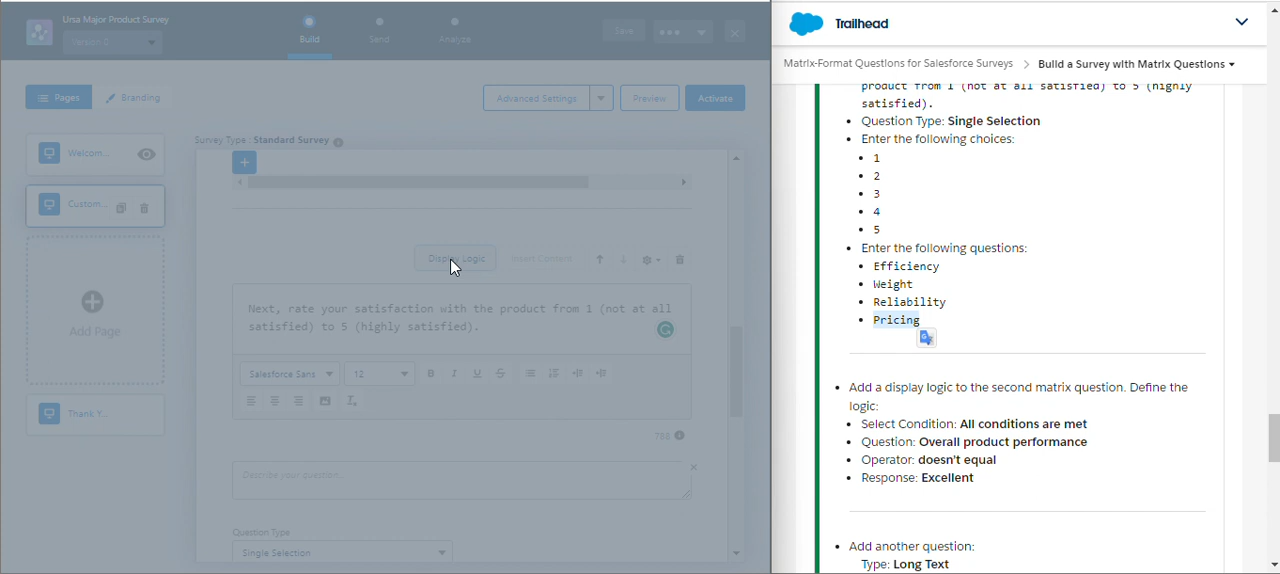 Ursa Major Product Survey
Version 0
Build
Send
Analyze
Save
Pages
Branding
Advanced Settings
Preview
Activate
Welcom...
Custom...
Add Page
Thank Y...
Survey Type : Standard Survey
Display Logic
Insert Content
Next, rate your satisfaction with the product from 1 (not at all
satisfied) to 5 (highly satisfied).
Salesforce Sans
12
B
I
U
S
788
Describe your question...
Question Type
Single Selection
Trailhead
Matrix-Format Questions for Salesforce Surveys
Build a Survey with Matrix Questions
product from 1 (not at all satisfied) to 5 (highly
satisfied).
Question Type: Single Selection
Enter the following choices:
1
2
3
4
5
Enter the following questions:
Efficiency
Weight
Reliability
Pricing
Add a display logic to the second matrix question. Define the
logic:
Select Condition: All conditions are met
Question: Overall product performance
Operator: doesn't equal
Response: Excellent
Add another question:
Type: Long Text